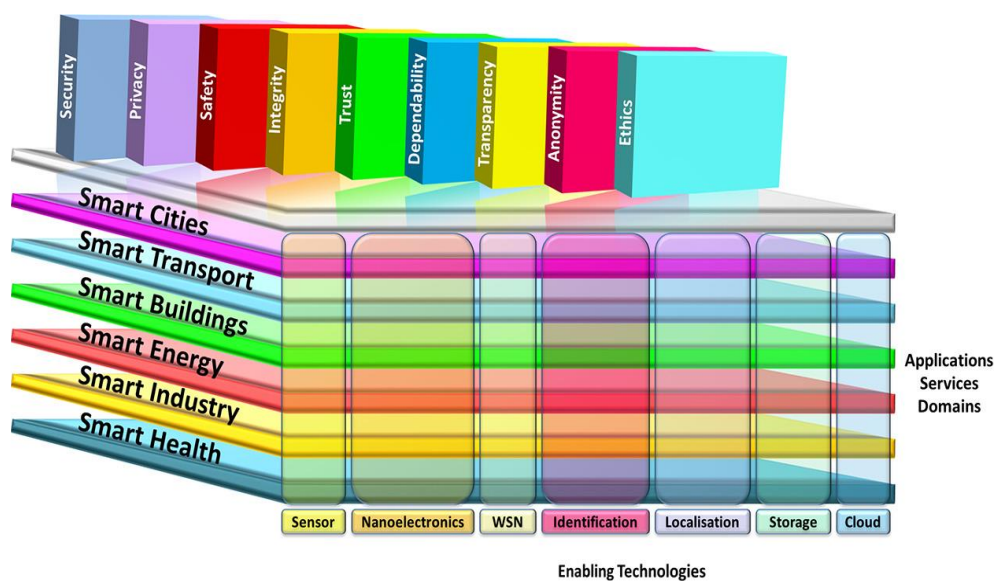 Security
Privacy
Safety
Integrity
Trust
Dependability
Transparency
Anonymity
Ethics
Smart Cities
Smart Transport
Smart Buildings
Smart Energy
Smart Industry
Smart Health
Applications
Services
Domains
Sensor
Nanoelectronics
WSN
Identification
Localisation
Storage
Cloud
Enabling Technologies